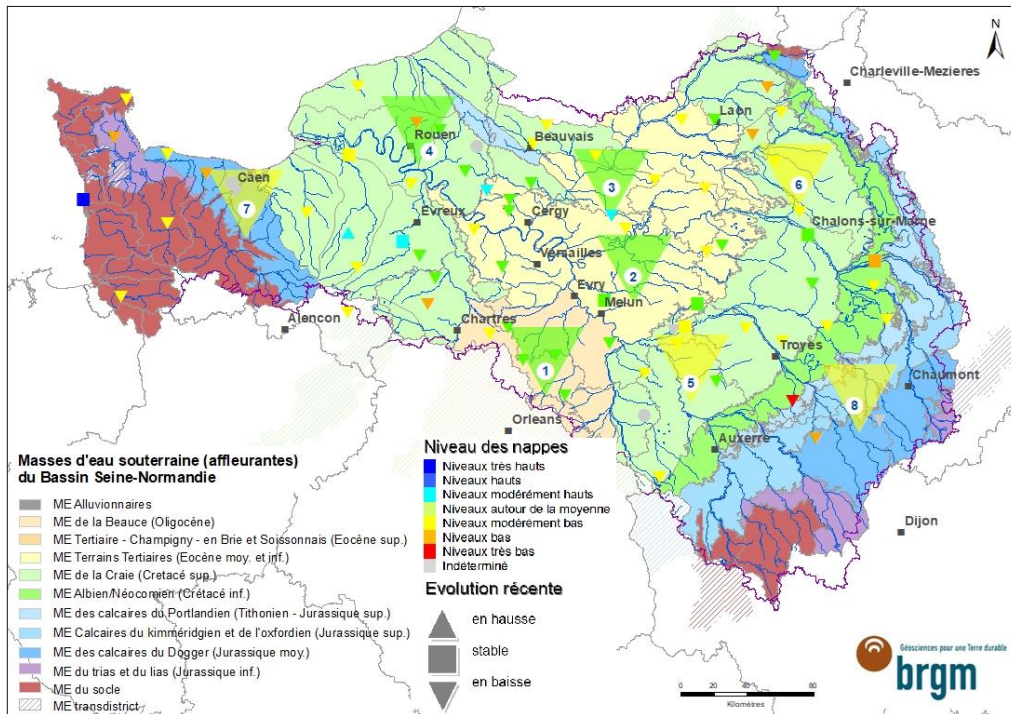 N
Charleville-Mezieres
Laon
Rouen
Beauvais
4
3
6
Caen
7
Evreux
Cergy
Chalons-sur-Marne
Versailles
2
Evry
Melun
Alencon
Chartres
Troyes
1
5
Chaumont
8
Orleans
Auxerre
Dijon
Masses d'eau souterraine (affleurantes)
du Bassin Seine-Normandie
ME Alluvionnaires
ME de la Beauce (Oligocène)
ME Tertiaire - Champigny - en Brie et Soissonnais (Eocène sup.)
ME Terrains Tertiaires (Eocène moy. et inf.)
ME de la Craie (Cretacé sup.)
ME Albien/Néocomien (Crétacé inf.)
ME des calcaires du Portlandien (Tithonien - Jurassique sup.)
ME Calcaires du kimméridgien et de l'oxfordien (Jurassique sup.)
ME des calcaires du Dogger (Jurassique moy.)
ME du trias et du lias (Jurassique inf.)
ME du socle
ME transdistrict
Niveau des nappes
Niveaux très hauts
Niveaux hauts
Niveaux modérément hauts
Niveaux autour de la moyenne
Niveaux modérément bas
Niveaux bas
Niveaux très bas
Indéterminé
Evolution récente
en hausse
stable
en baisse
0 20 40 60
Kilomètres
Géosciences pour une Terre durable
brgm